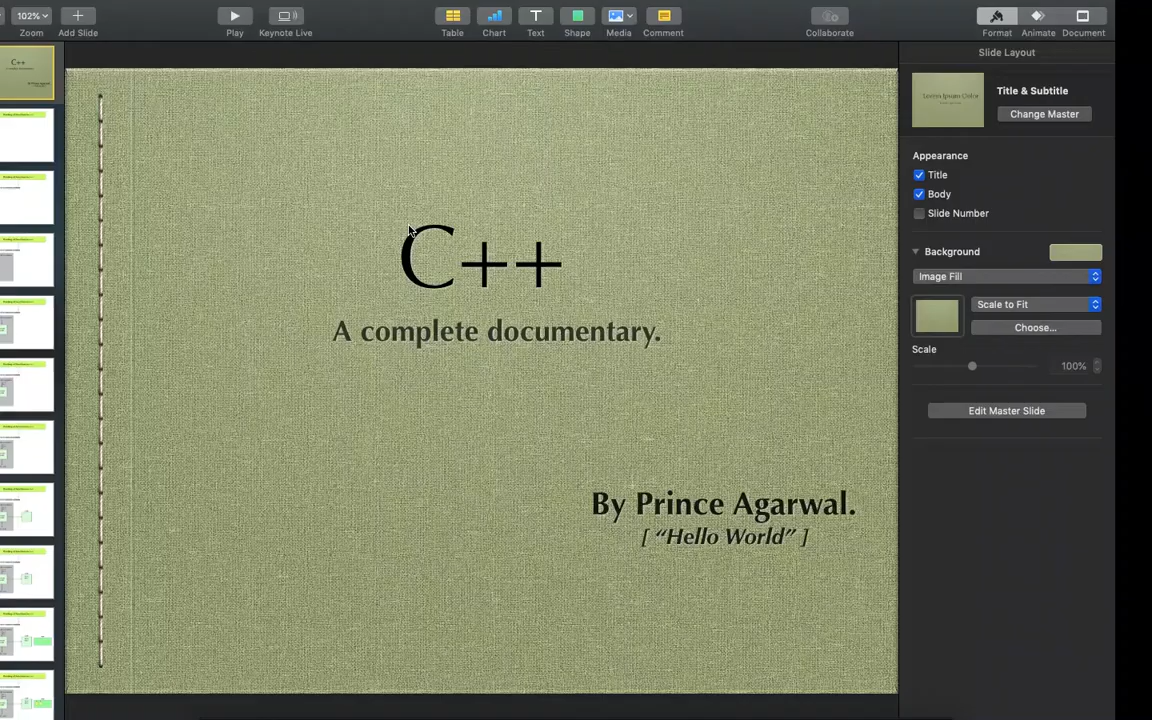 102%
Zoom
Add Slide
Play
Keynote Live
Table
Chart
Text
Shape
Media
Comment
Collaborate
Format
Animate
Document
Slide Layout
Title & Subtitle
Change Master
Appearance
Title
Body
Slide Number
Background
Image Fill
Scale to Fit
Choose...
Scale
100%
Edit Master Slide
C++
A complete documentary.
By Prince Agarwal.
[ “Hello World” ]
C++